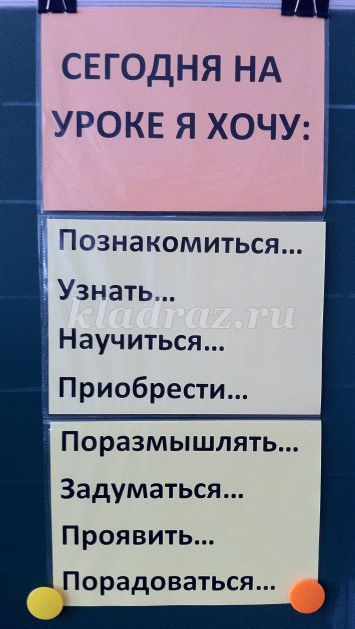 СЕГОДНЯ НА
УРОКЕ Я ХОЧУ:
Познакомиться...
Узнать...
kladraz.ru
Научиться...
Приобрести...
Поразмышлять...
Задуматься...
Проявить...
Порадоваться...